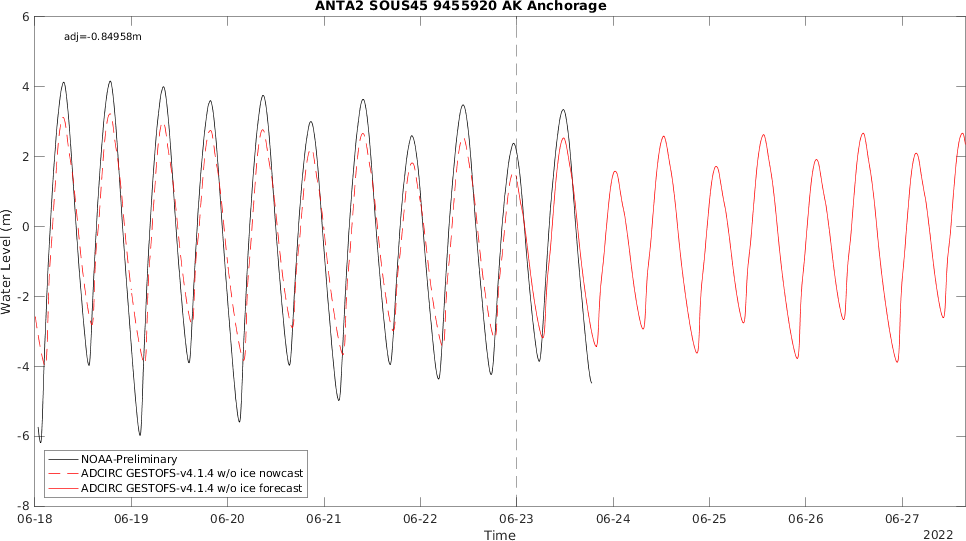 ANTA2 SOUS45 9455920 AK Anchorage
6
adj=-0.84958m
4
2
0
-2
-4
-6
-8
Water Level (m)
NOAA-Preliminary
ADCIRC GESTOFS-v4.1.4 w/o ice nowcast
ADCIRC GESTOFS-v4.1.4 w/o ice forecast
06-18 06-19 06-20 06-21 06-22 06-23 06-24 06-25 06-26 06-27
Time
2022